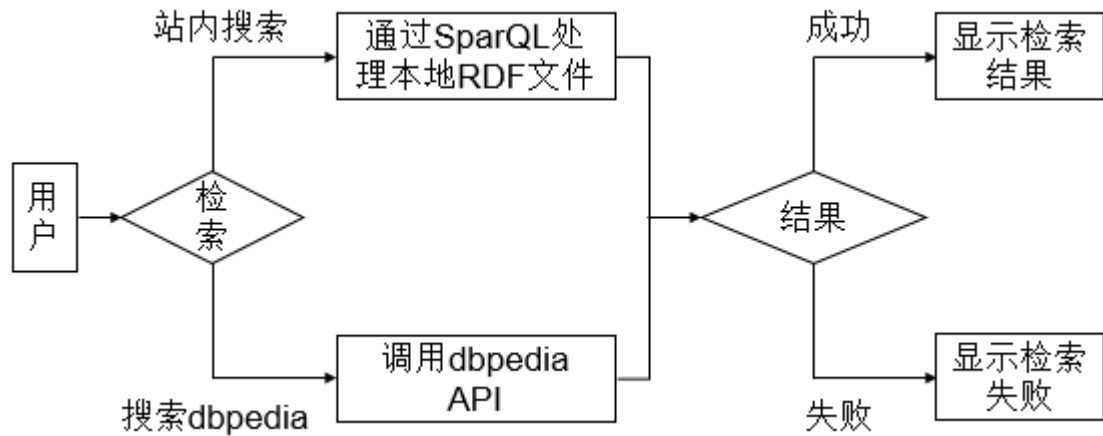 站内搜索
通过SparQL处
理本地RDF文件
成功
显示检索
结果
用
户
检
索
结果
搜索dbpedia
调用dbpedia
API
失败
显示检索
失败